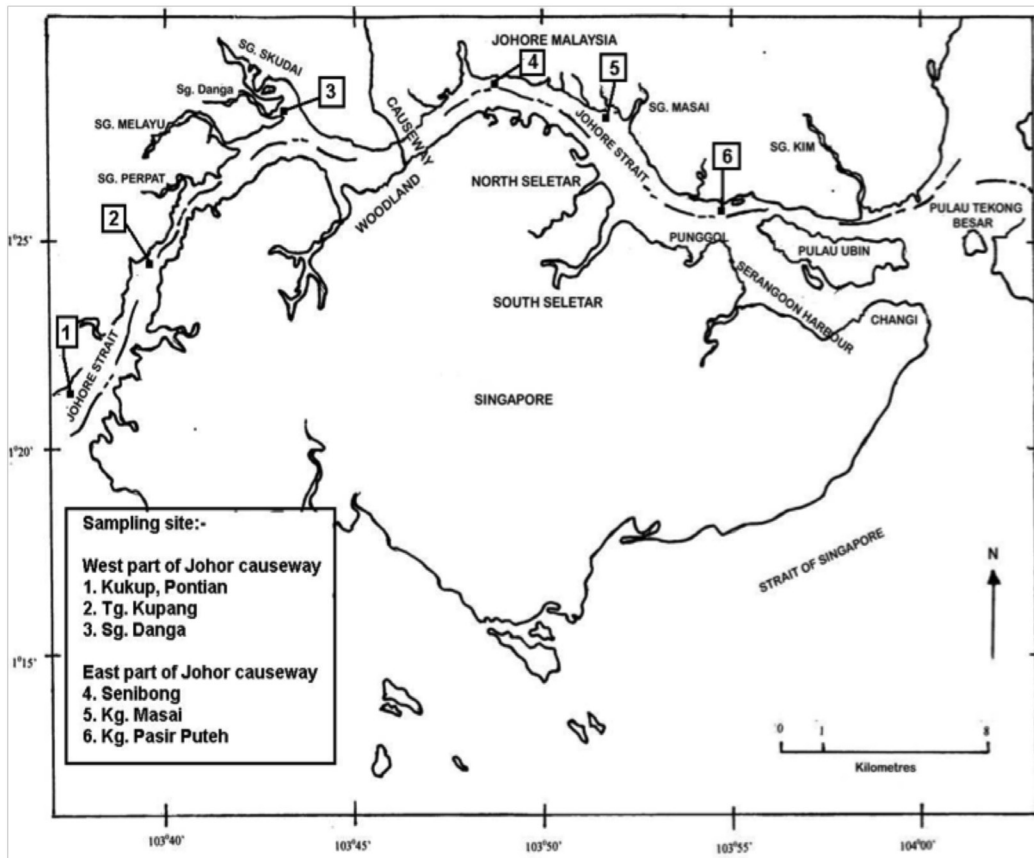 JOHORE MALAYSIA
SG. SKUDAI
4
5
3
Sg. Danga
CAUSEWAY
SG. MASAI
JOHORE STRAIT
SG. MELAYU
SG. KIM
6
SG. PERPAT
NORTH SELETAR
WOODLAND
2
PULAU TEKONG
BESAR
1°25'
PUNGGOL
PULAU UBIN
SERANGOON HARBOUR
SOUTH SELETAR
CHANGI
1
JOHORE STRAIT
SINGAPORE
1°20'
Sampling site:-
West part of Johor causeway
1. Kukup, Pontian
2. Tg. Kupang
3. Sg. Danga
East part of Johor causeway
4. Senibong
5. Kg. Masai
6. Kg. Pasir Puteh
STRAIT OF SINGAPORE
N
1°15'
0 1 8
Kilometres
103°40' 103°45' 103°50' 103°55' 104°00'